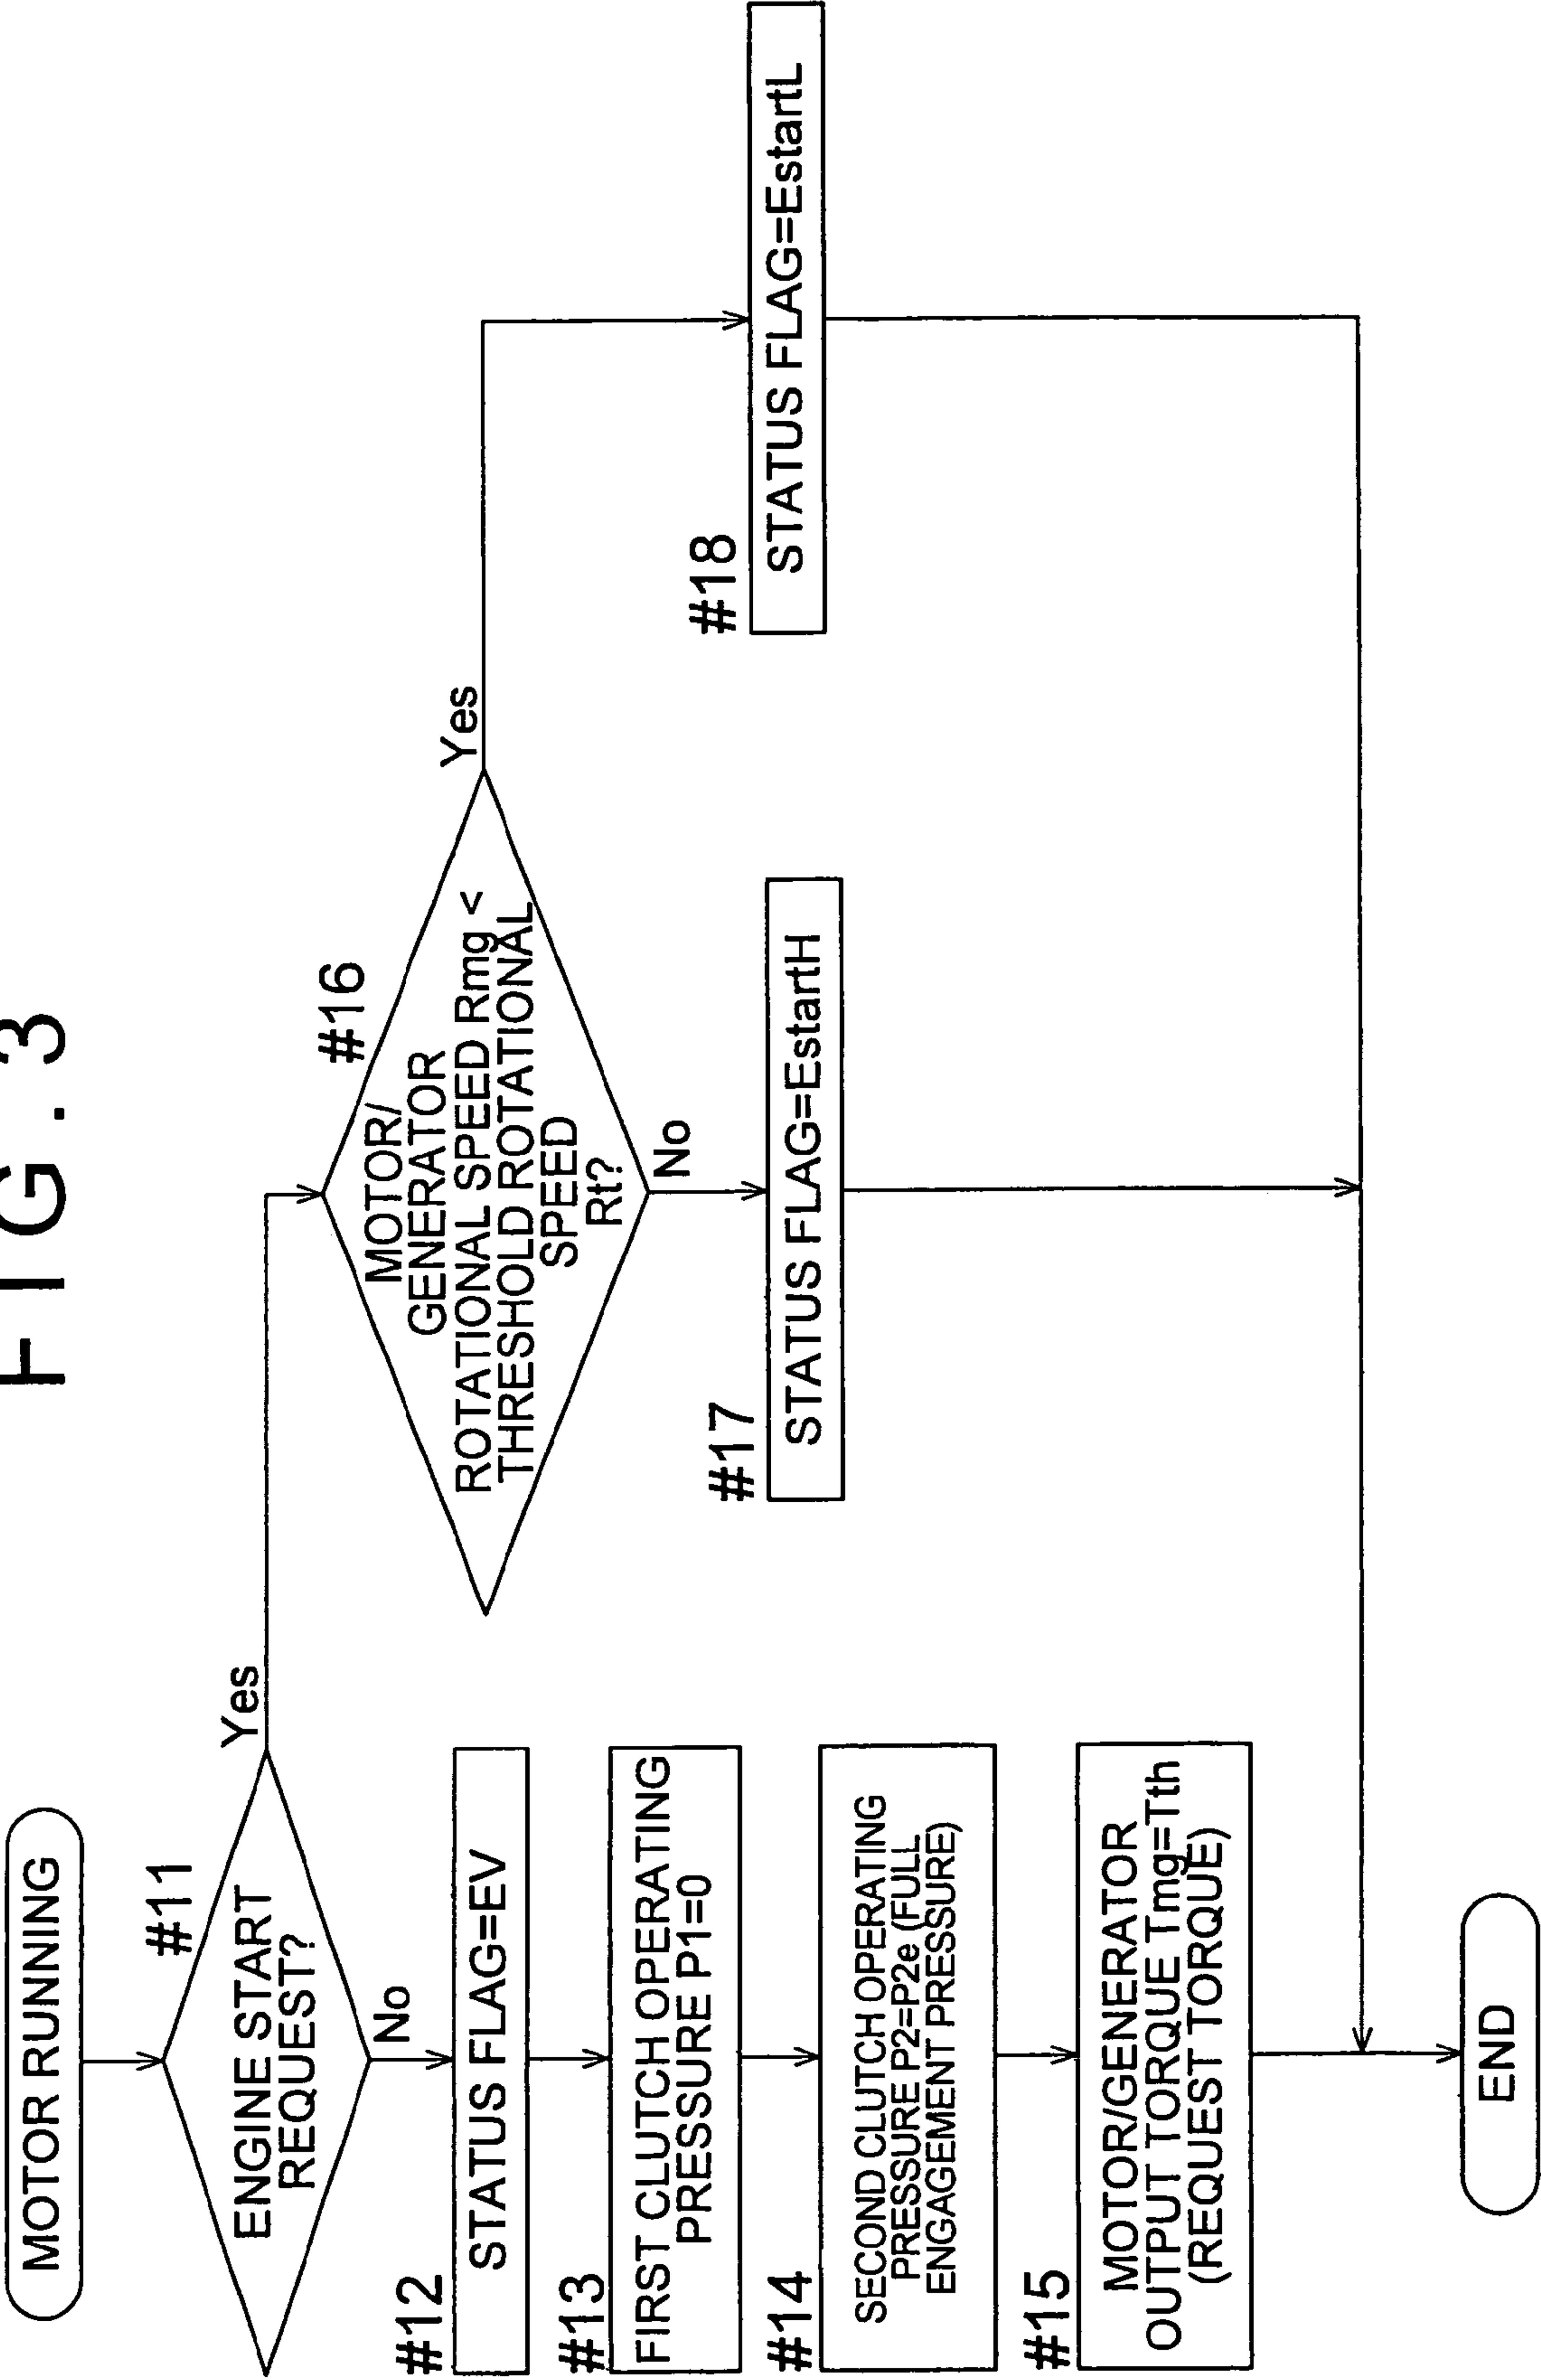 FIG.3
MOTOR RUNNING
#11
ENGINE START
REQUEST?
Yes
No
#12
STATUS FLAG=EV
#13
FIRST CLUTCH OPERATING
PRESSURE P1=0
#14
SECOND CLUTCH OPERATING
PRESSURE P2=P2e (FULL
ENGAGEMENT PRESSURE)
#15
MOTOR/GENERATOR
OUTPUT TORQUE Tmg=Tth
(REQUEST TORQUE)
END
#16
MOTOR/
GENERATOR
ROTATIONAL SPEED Rmg <
THRESHOLD ROTATIONAL
SPEED
Rt?
Yes
No
#17
STATUS FLAG=EstartH
#18
STATUS FLAG=EstartL